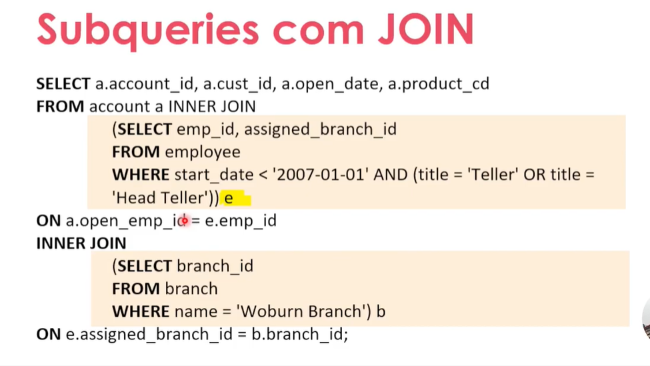 Subqueries com JOIN
SELECT a.account_id, a.cust_id, a.open_date, a.product_cd
FROM account a INNER JOIN
(SELECT emp_id, assigned_branch_id
FROM employee
WHERE start_date < '2007-01-01' AND (title = 'Teller' OR title =
'Head Teller')) e
ON a.open_emp_id = e.emp_id
INNER JOIN
(SELECT branch_id
FROM branch
WHERE name = 'Woburn Branch') b
ON e.assigned_branch_id = b.branch_id;